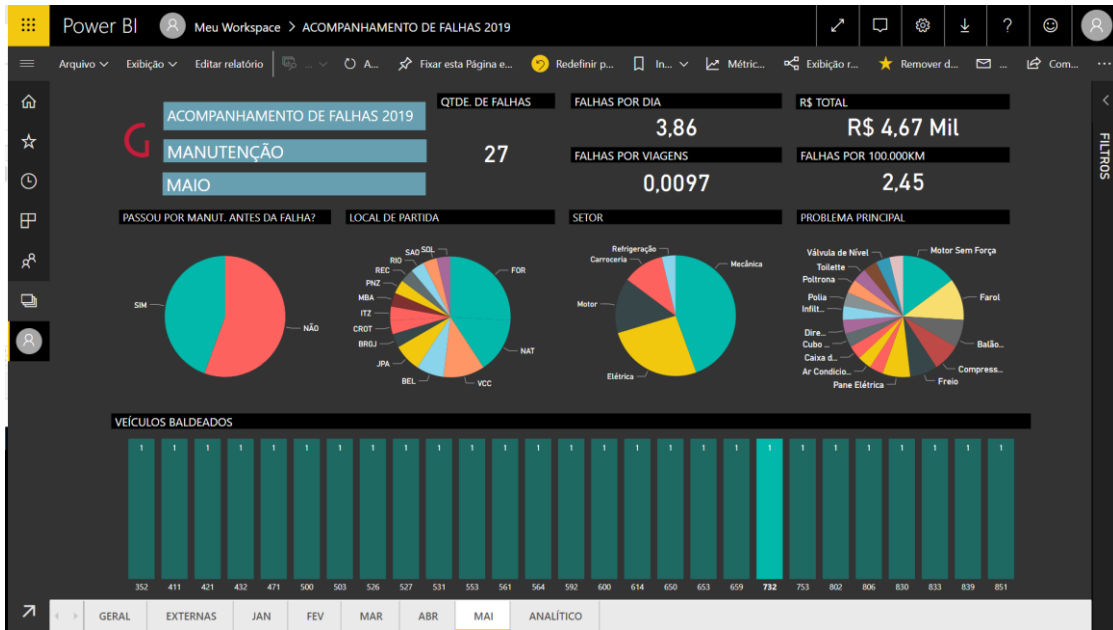 Power BI
Meu Workspace > ACOMPANHAMENTO DE FALHAS 2019
Arquivo Exibição Editar relatório ... A... Fixar esta Página e... Redefinir p... In... Métric... Exibição r... Remover d... ... Com... ...
FILTROS
ACOMPANHAMENTO DE FALHAS 2019
MANUTENÇÃO
MAIO
QTDE. DE FALHAS
27
FALHAS POR DIA
3,86
FALHAS POR VIAGENS
0,0097
R$ TOTAL
R$ 4,67 Mil
FALHAS POR 100.000KM
2,45
PASSOU POR MANUT. ANTES DA FALHA?
SIM
NÃO
LOCAL DE PARTIDA
SOL
SAO
RIO
REC
PNZ
MBA
ITZ
CROT
BRGJ
JPA
BEL
VCC
NAT
FOR
SETOR
Refrigeração
Carroceria
Motor
Elétrica
Mecânica
PROBLEMA PRINCIPAL
Válvula de Nível
Toilette
Poltrona
Polia
Infilt...
Dire...
Cubo ...
Caixa d...
Ar Condicio...
Pane Elétrica
Freio
Compress...
Balão...
Farol
Motor Sem Força
VEÍCULOS BALDEADOS
1 1 1 1 1 1 1 1 1 1 1 1 1 1 1 1 1 1 1 1 1 1 1 1 1 1
352 411 421 432 471 500 503 526 527 531 553 561 564 592 600 614 650 653 659 732 753 802 806 830 833 839 851
GERAL EXTERNAS JAN FEV MAR ABR MAI ANALÍTICO